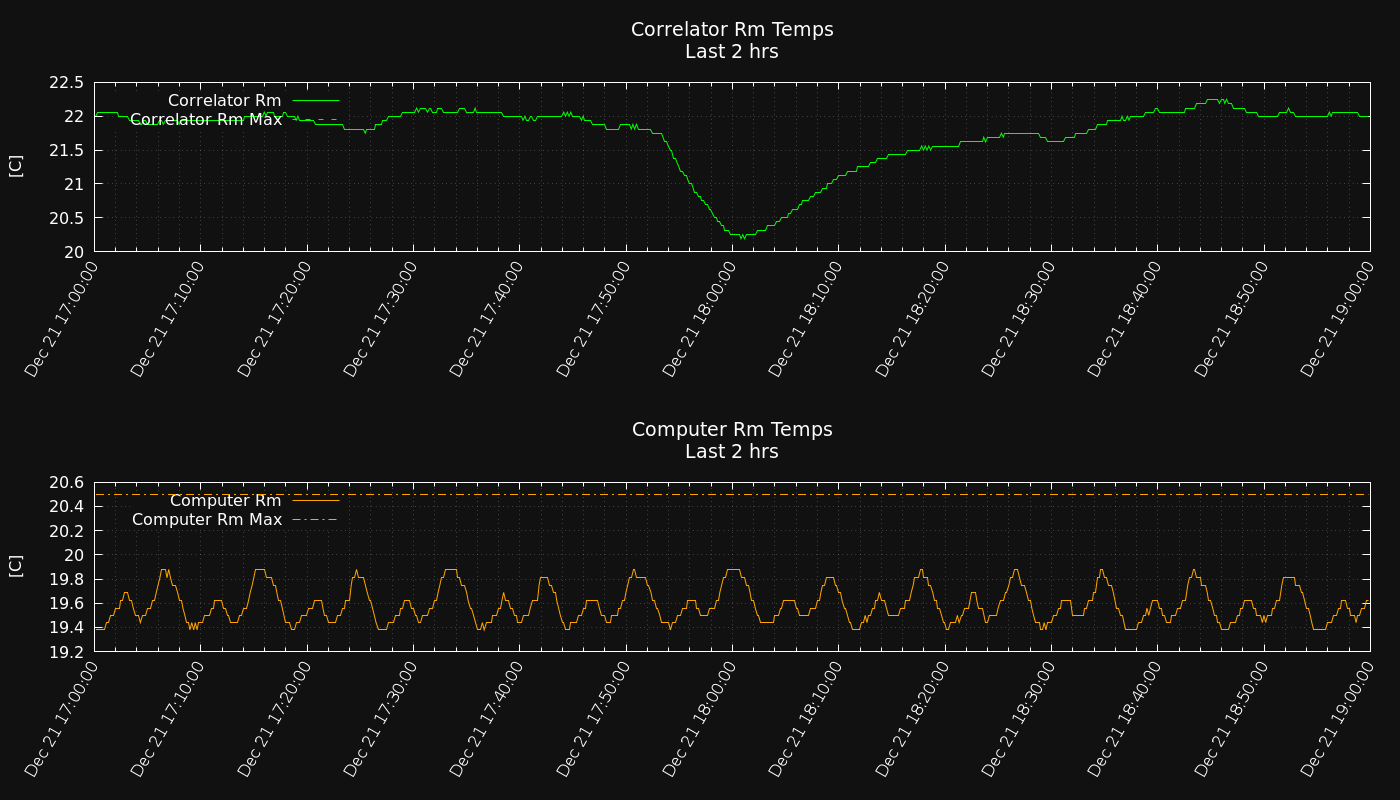 Correlator Rm Temps
Last 2 hrs
22.5
22
21.5
21
20.5
20
[C]
Correlator Rm
Correlator Rm Max
Dec 21 17:00:00
Dec 21 17:10:00
Dec 21 17:20:00
Dec 21 17:30:00
Dec 21 17:40:00
Dec 21 17:50:00
Dec 21 18:00:00
Dec 21 18:10:00
Dec 21 18:20:00
Dec 21 18:30:00
Dec 21 18:40:00
Dec 21 18:50:00
Dec 21 19:00:00
Computer Rm Temps
Last 2 hrs
20.6
20.4
20.2
20
19.8
19.6
19.4
19.2
[C]
Computer Rm
Computer Rm Max
Dec 21 17:00:00
Dec 21 17:10:00
Dec 21 17:20:00
Dec 21 17:30:00
Dec 21 17:40:00
Dec 21 17:50:00
Dec 21 18:00:00
Dec 21 18:10:00
Dec 21 18:20:00
Dec 21 18:30:00
Dec 21 18:40:00
Dec 21 18:50:00
Dec 21 19:00:00